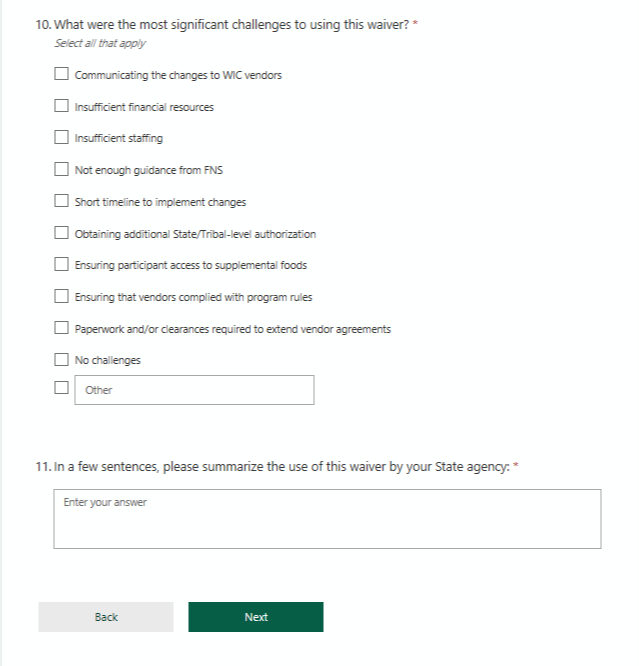 10. What were the most significant challenges to using this waiver? *
Select all that apply
Communicating the changes to WIC vendors
Insufficient financial resources
Insufficient staffing
Not enough guidance from FNS
Short timeline to implement changes
Obtaining additional State/Tribal-level authorization
Ensuring participant access to supplemental foods
Ensuring that vendors complied with program rules
Paperwork and/or clearances required to extend vendor agreements
No challenges
Other
11. In a few sentences, please summarize the use of this waiver by your State agency: *
Enter your answer
Back
Next